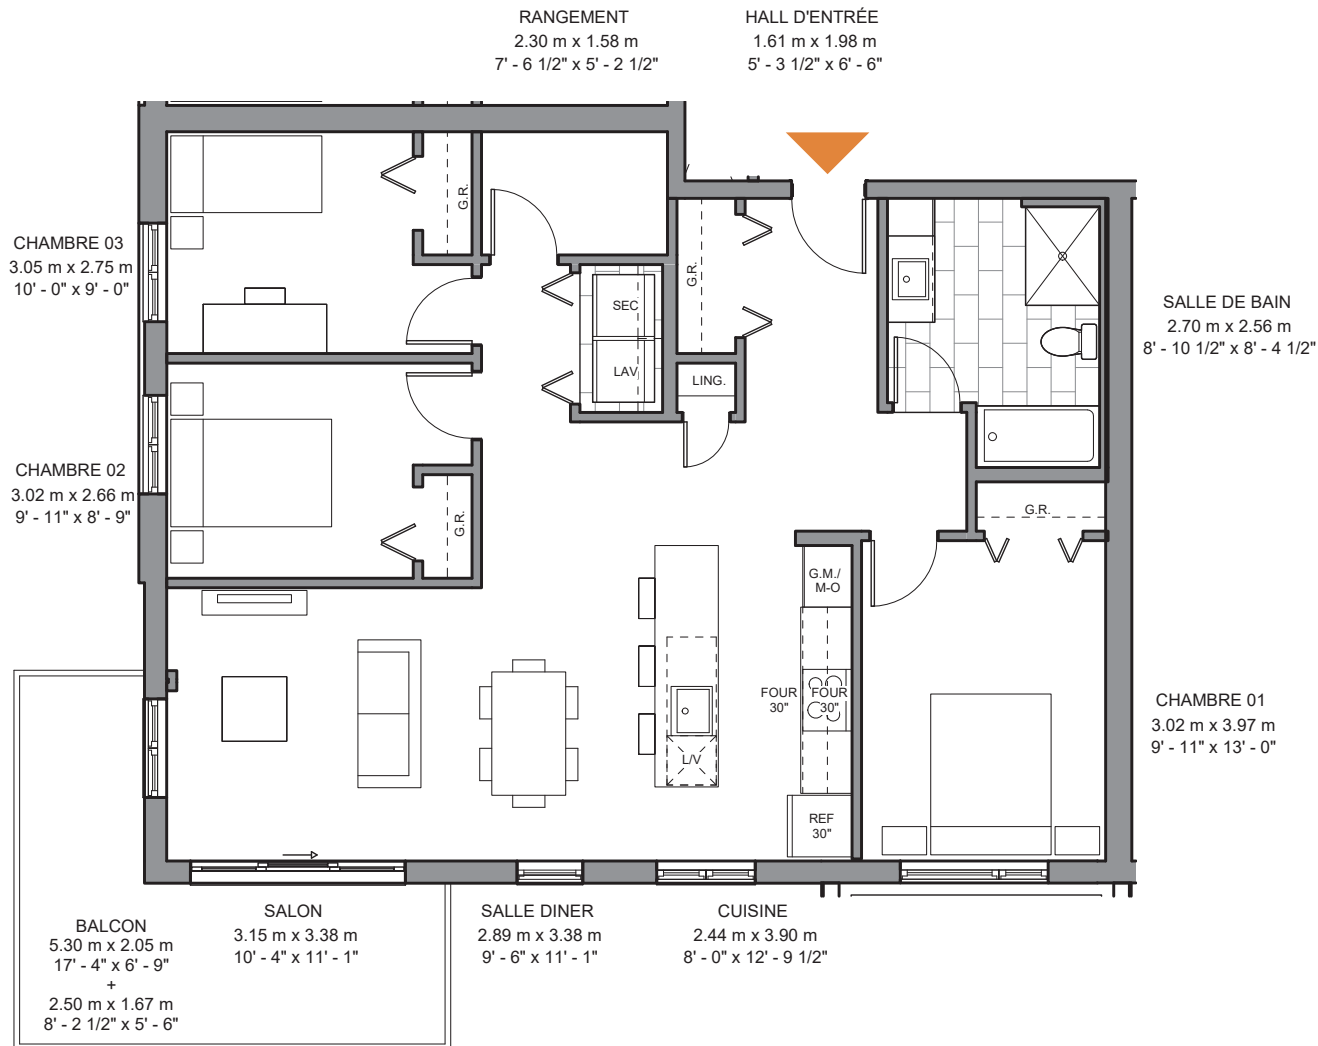 RANGEMENT
2.30 m x 1.58 m
7' - 6 1/2" x 5' - 2 1/2"
HALL D'ENTRÉE
1.61 m x 1.98 m
5' - 3 1/2" x 6' - 6"
G.R.
CHAMBRE 03
3.05 m x 2.75 m
10' - 0" x 9' - 0"
G.R.
SEC
LAV
LING.
SALLE DE BAIN
2.70 m x 2.56 m
8' - 10 1/2" x 8' - 4 1/2"
CHAMBRE 02
3.02 m x 2.66 m
9' - 11" x 8' - 9"
G.R.
G.R.
G.M./
M-O
FOUR
30"
FOUR
30"
L/V
REF
30"
CHAMBRE 01
3.02 m x 3.97 m
9' - 11" x 13' - 0"
BALCON
5.30 m x 2.05 m
17' - 4" x 6' - 9"
+
2.50 m x 1.67 m
8' - 2 1/2" x 5' - 6"
SALON
3.15 m x 3.38 m
10' - 4" x 11' - 1"
SALLE DINER
2.89 m x 3.38 m
9' - 6" x 11' - 1"
CUISINE
2.44 m x 3.90 m
8' - 0" x 12' - 9 1/2"